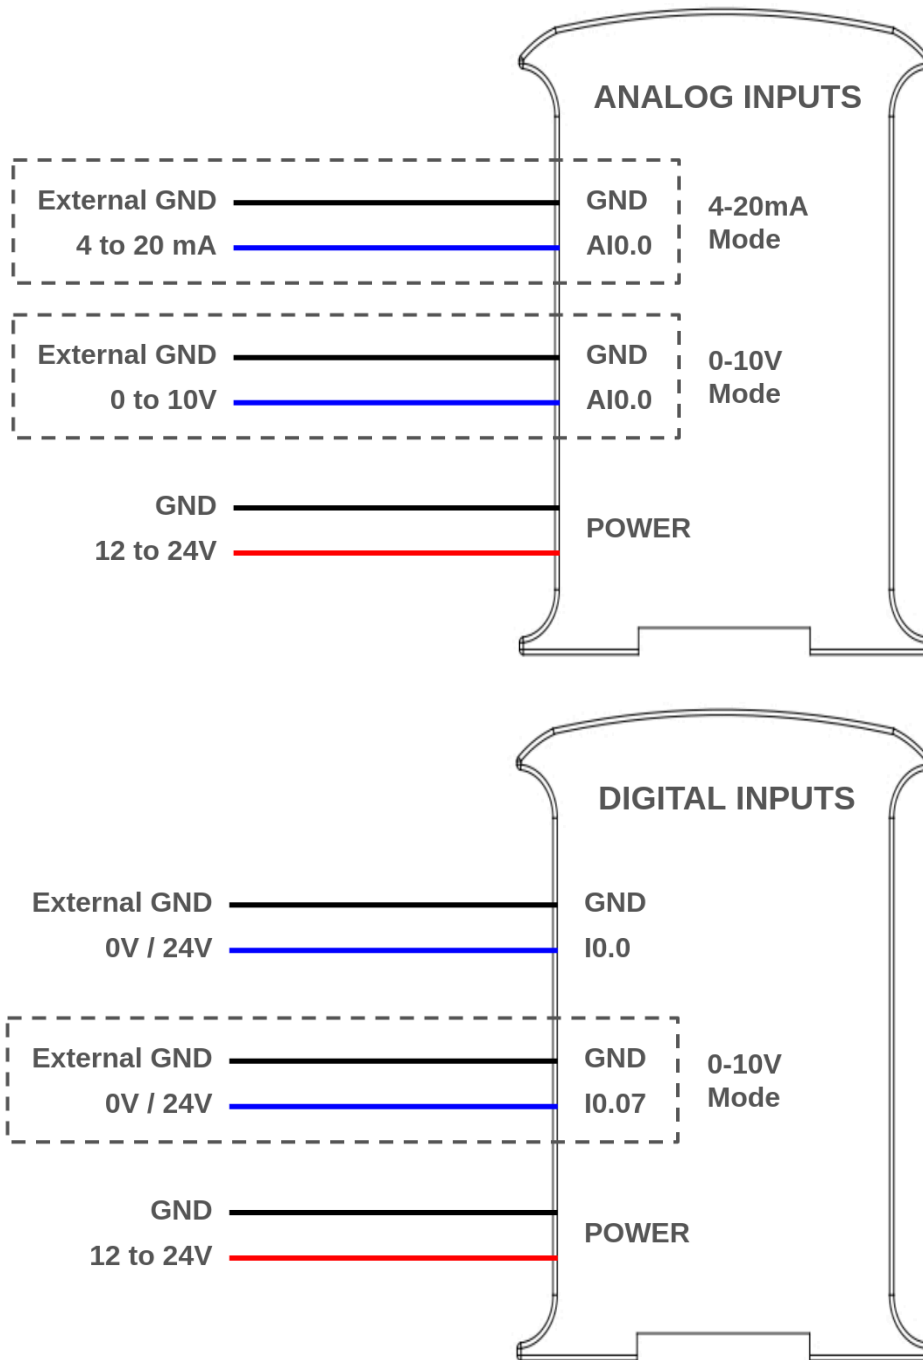 ANALOG INPUTS
External GND GND
4 to 20 mA AI0.0
4-20mA
Mode
External GND GND
0 to 10V AI0.0
0-10V
Mode
GND
12 to 24V
POWER
DIGITAL INPUTS
External GND GND
0V / 24V I0.0
External GND GND
0V / 24V I0.07
0-10V
Mode
GND
12 to 24V
POWER